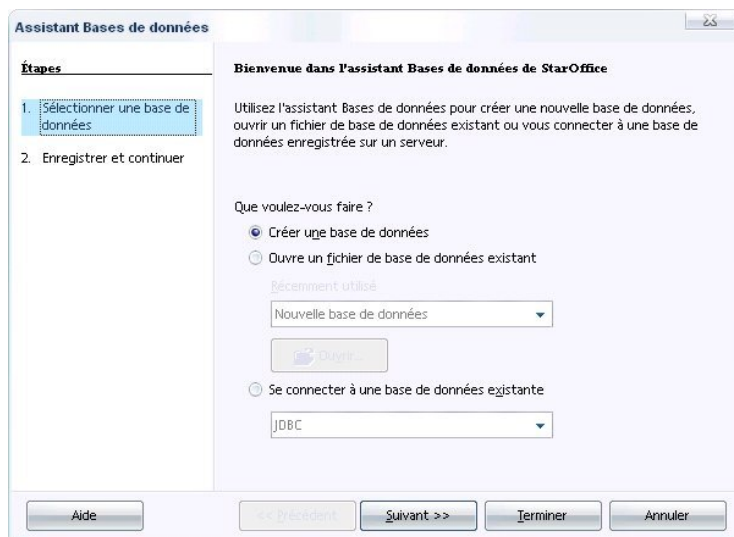 Assistant Bases de données
Étapes
1. Sélectionner une base de
données
2. Enregistrer et continuer
Bienvenue dans l'assistant Bases de données de StarOffice
Utilisez l'assistant Bases de données pour créer une nouvelle base de données,
ouvrir un fichier de base de données existant ou vous connecter à une base de
données enregistrée sur un serveur.
Que voulez-vous faire ?
Créer une base de données
Ouvre un fichier de base de données existant
Récemment utilisé
Nouvelle base de données
Ouvrir...
Se connecter à une base de données existante
JDBC
Aide
<< Précédent
Suivant >>
Terminer
Annuler